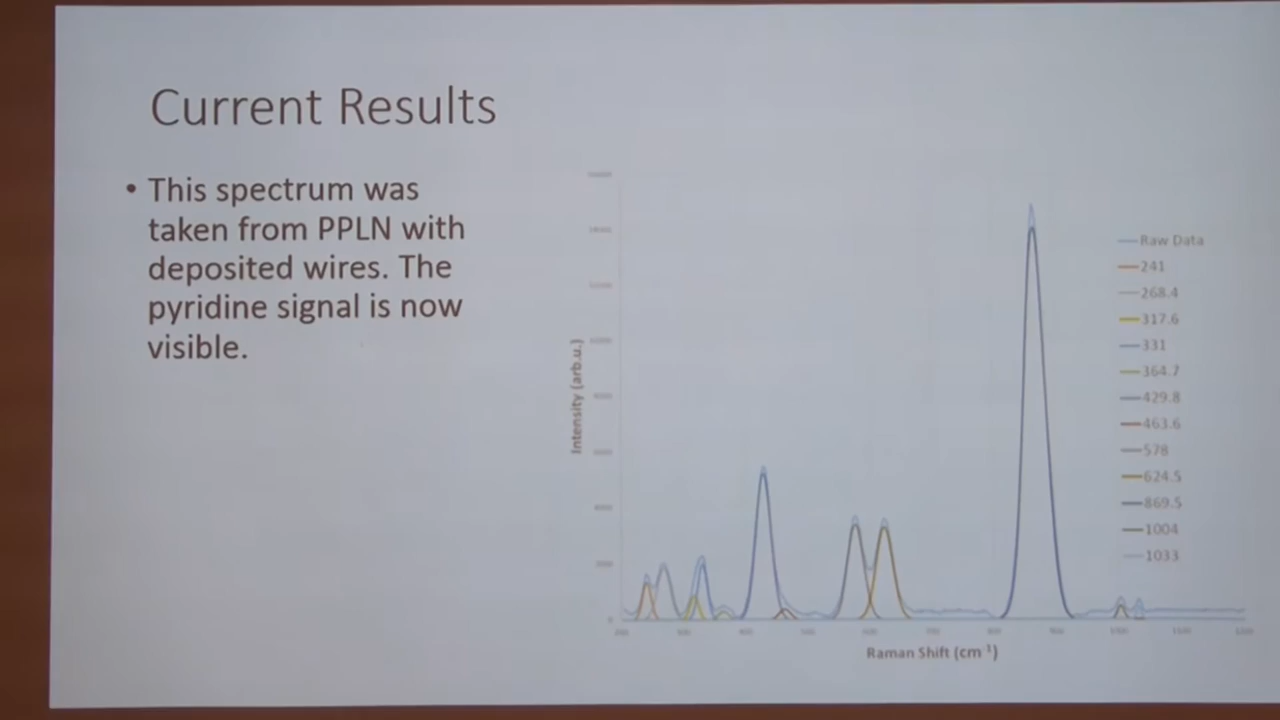 Current Results
• This spectrum was
taken from PPLN with
deposited wires. The
pyridine signal is now
visible.
Intensity (arb.u.)
Raman Shift (cm⁻¹)
Raw Data
241
268.4
317.6
331
364.7
429.8
463.6
578
624.5
869.5
1004
1033